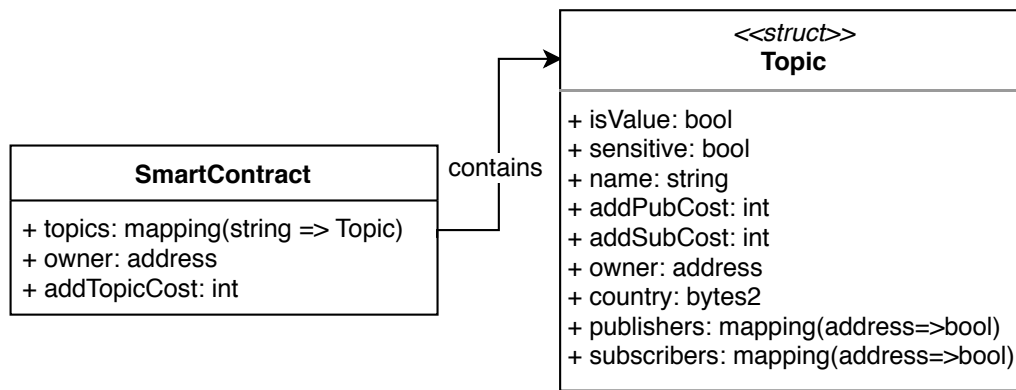 SmartContract
+ topics: mapping(string => Topic)
+ owner: address
+ addTopicCost: int
contains
<<struct>>
Topic
+ isValue: bool
+ sensitive: bool
+ name: string
+ addPubCost: int
+ addSubCost: int
+ owner: address
+ country: bytes2
+ publishers: mapping(address=>bool)
+ subscribers: mapping(address=>bool)